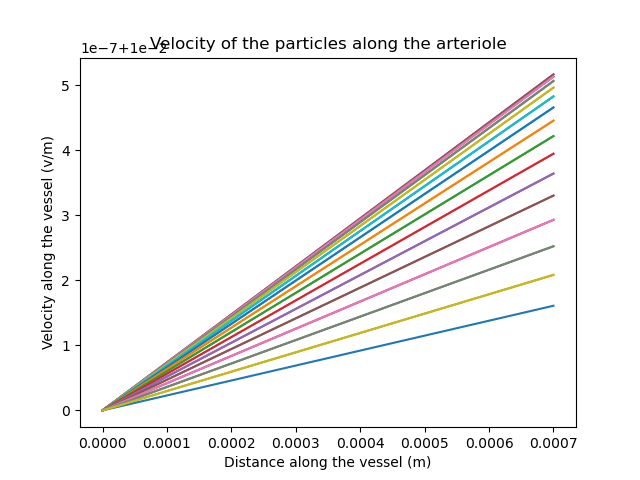 Velocity of the particles along the arteriole
1e−7+1e−2
Velocity along the vessel (v/m)
5
4
3
2
1
0
0.0000 0.0001 0.0002 0.0003 0.0004 0.0005 0.0006 0.0007
Distance along the vessel (m)